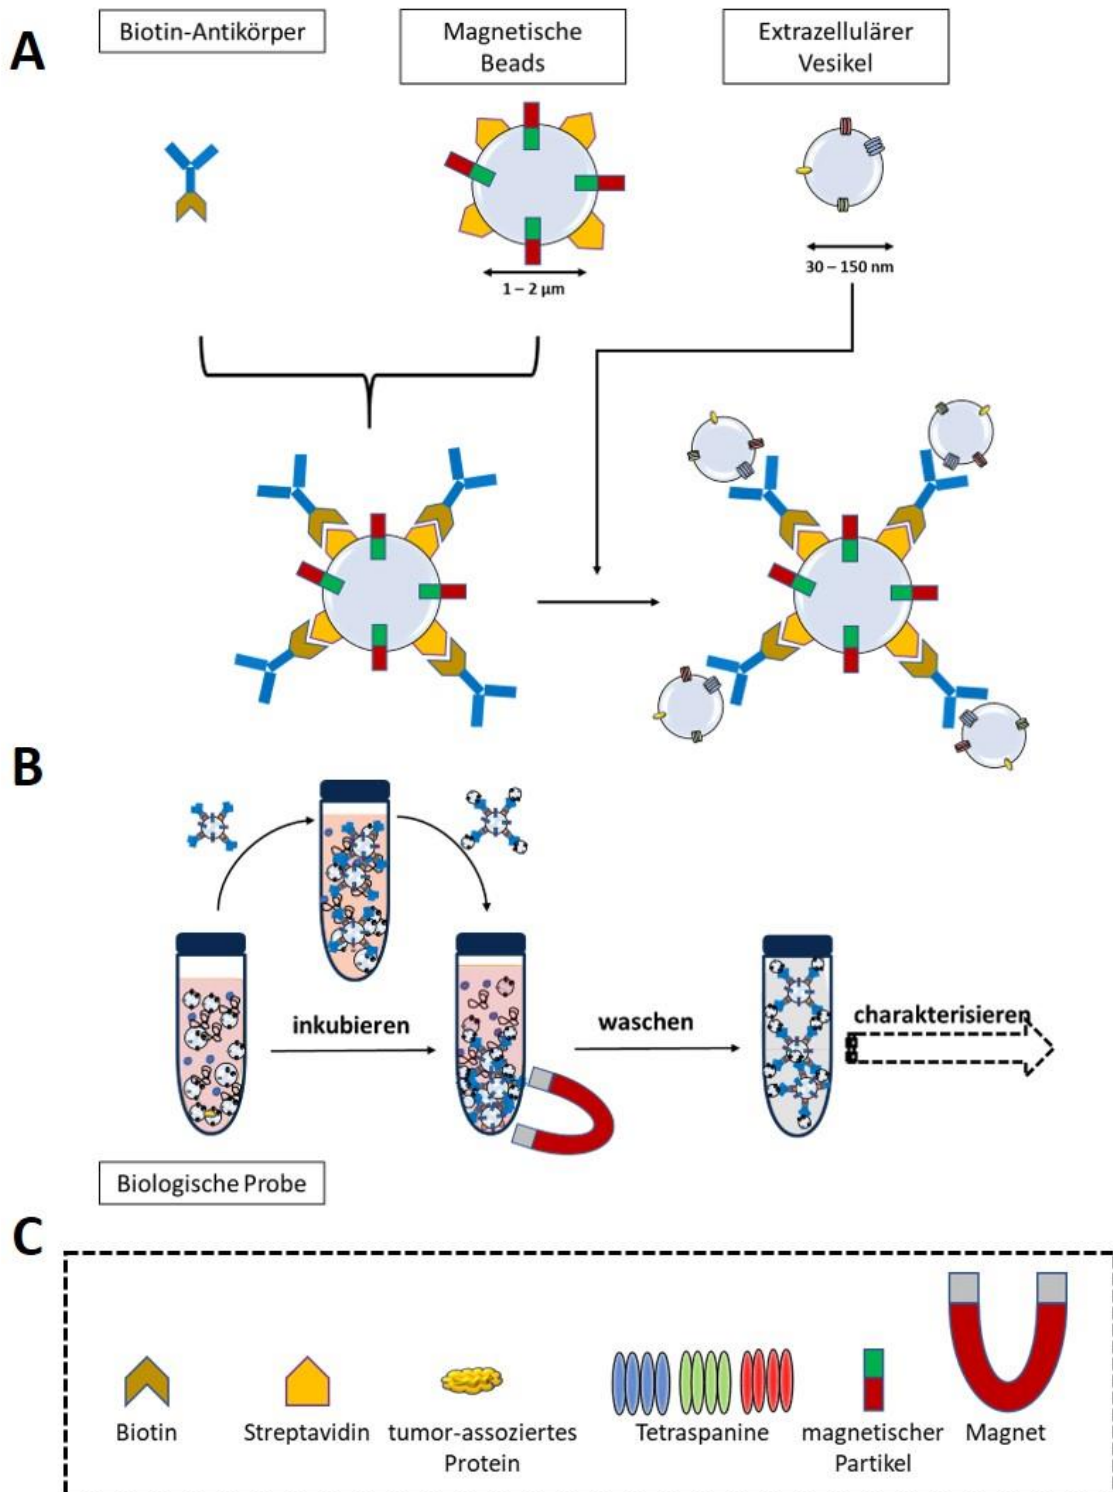 A
Biotin-Antikörper
Magnetische
Beads
Extrazellulärer
Vesikel
1 – 2 µm
30 – 150 nm
B
inkubieren
waschen
charakterisieren
Biologische Probe
C
Biotin
Streptavidin
tumor-assoziiertes
Protein
Tetraspanine
magnetischer
Partikel
Magnet